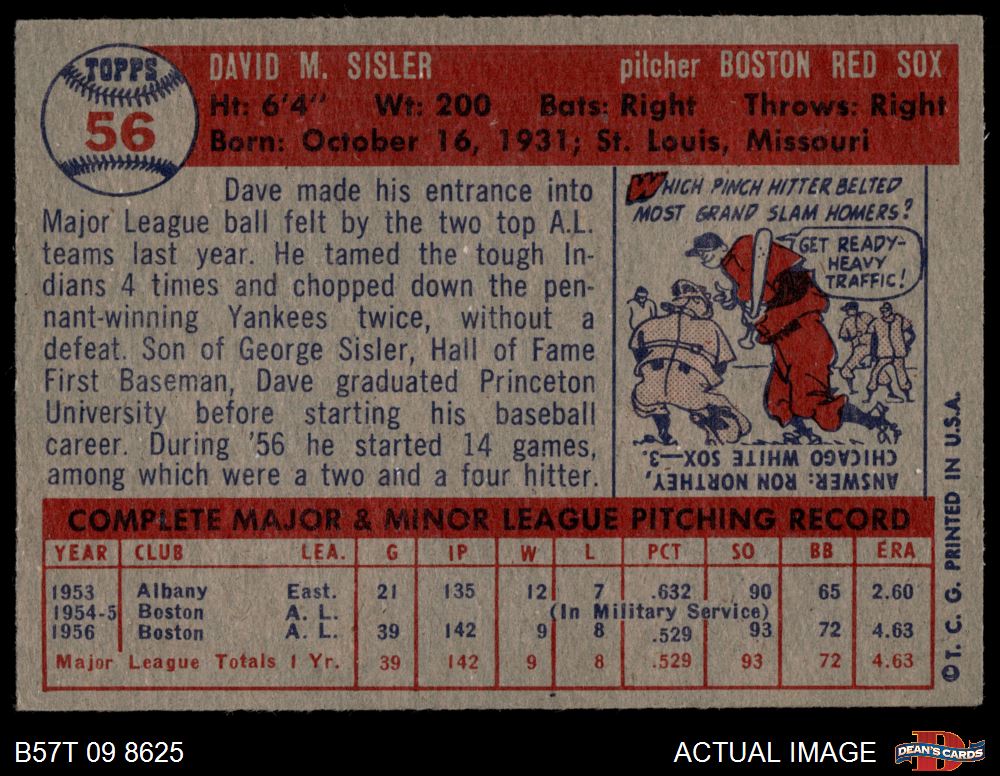 TOPPS
56
DAVID M. SISLER pitcher BOSTON RED SOX
Ht: 6'4" Wt: 200 Bats: Right Throws: Right
Born: October 16, 1931; St. Louis, Missouri
Dave made his entrance into
Major League ball felt by the two top A.L.
teams last year. He tamed the tough In-
dians 4 times and chopped down the pen-
nant-winning Yankees twice, without a
defeat. Son of George Sisler, Hall of Fame
First Baseman, Dave graduated Princeton
University before starting his baseball
career. During '56 he started 14 games,
among which were a two and a four hitter.
WHICH PINCH HITTER BELTED
MOST GRAND SLAM HOMERS?
GET READY-
HEAVY
TRAFFIC!
ANSWER: RON NORTHEY,
CHICAGO WHITE SOX—3.
COMPLETE MAJOR & MINOR LEAGUE PITCHING RECORD
YEAR CLUB LEA. G IP W L PCT SO BB ERA
1953 Albany East. 21 135 12 7 .632 90 65 2.60
1954-5 Boston A. L. (In Military Service)
1956 Boston A. L. 39 142 9 8 .529 93 72 4.63
Major League Totals 1 Yr. 39 142 9 8 .529 93 72 4.63
© T. C. G. PRINTED IN U.S.A.
B57T 09 8625 ACTUAL IMAGE DEAN'S CARDS